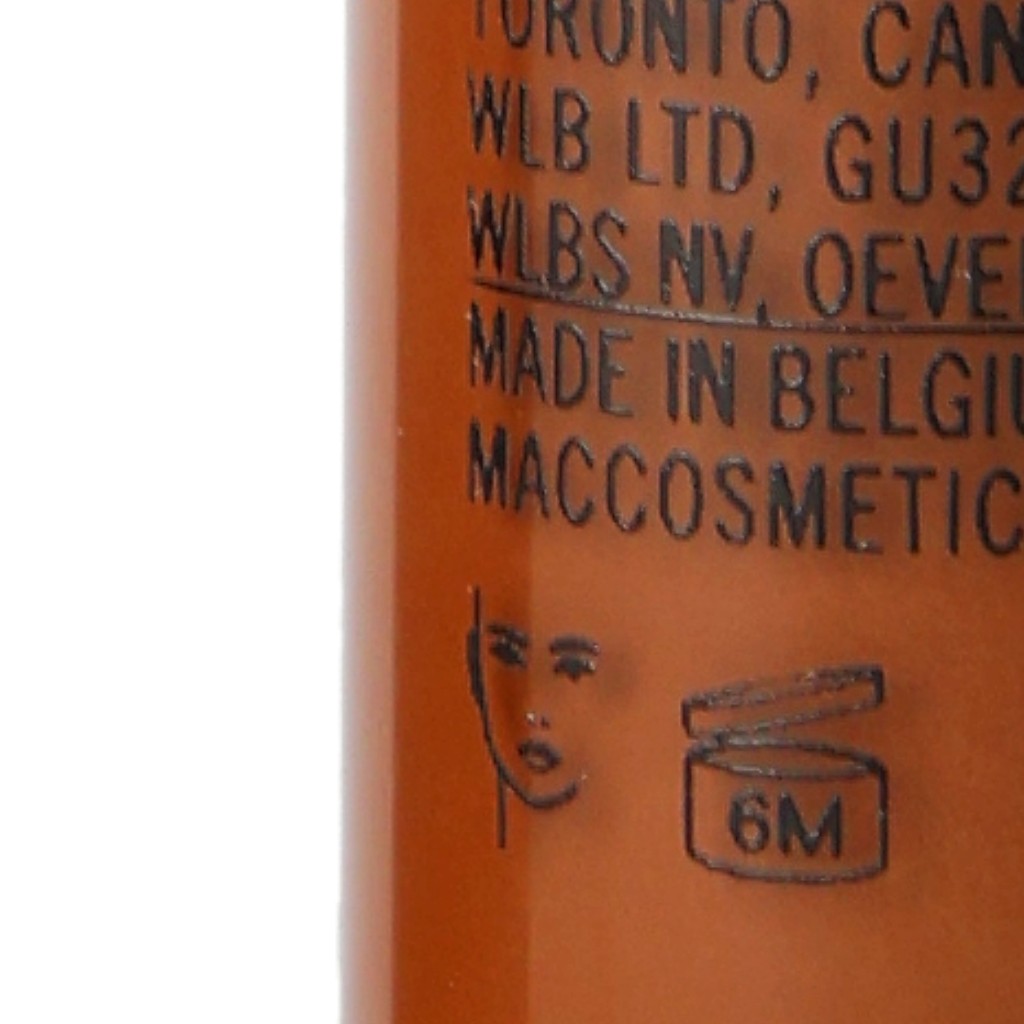 TORONTO, CAN
WLB LTD, GU32
WLBS NV, OEVE
MADE IN BELGIU
MACCOSMETIC
6M